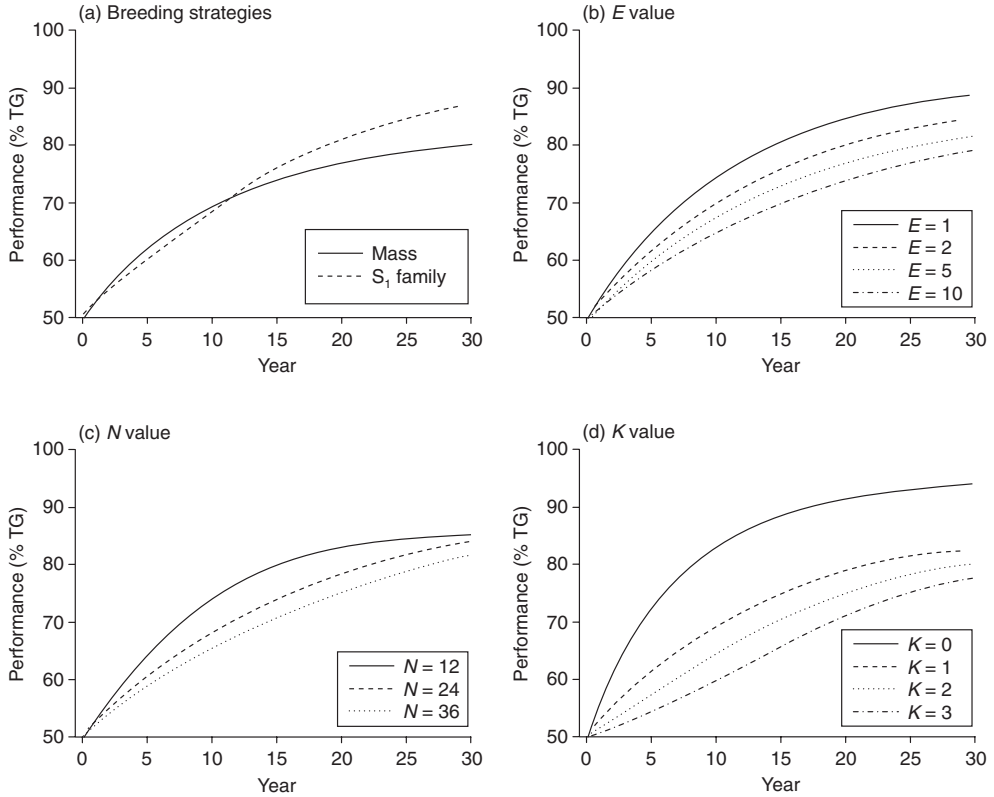 (a) Breeding strategies
100
90
80
70
60
50
Performance (% TG)
0 5 10 15 20 25 30
Year
Mass
S₁ family
(b) E value
100
90
80
70
60
50
Performance (% TG)
0 5 10 15 20 25 30
Year
E = 1
E = 2
E = 5
E = 10
(c) N value
100
90
80
70
60
50
Performance (% TG)
0 5 10 15 20 25 30
Year
N = 12
N = 24
N = 36
(d) K value
100
90
80
70
60
50
Performance (% TG)
0 5 10 15 20 25 30
Year
K = 0
K = 1
K = 2
K = 3